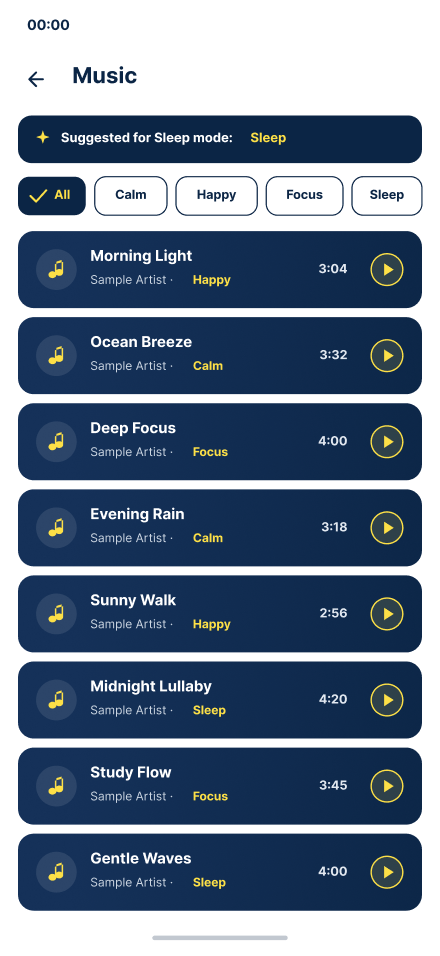 00:00
Music
Suggested for Sleep mode: Sleep
All Calm Happy Focus Sleep
Morning Light
Sample Artist · Happy
3:04
Ocean Breeze
Sample Artist · Calm
3:32
Deep Focus
Sample Artist · Focus
4:00
Evening Rain
Sample Artist · Calm
3:18
Sunny Walk
Sample Artist · Happy
2:56
Midnight Lullaby
Sample Artist · Sleep
4:20
Study Flow
Sample Artist · Focus
3:45
Gentle Waves
Sample Artist · Sleep
4:00